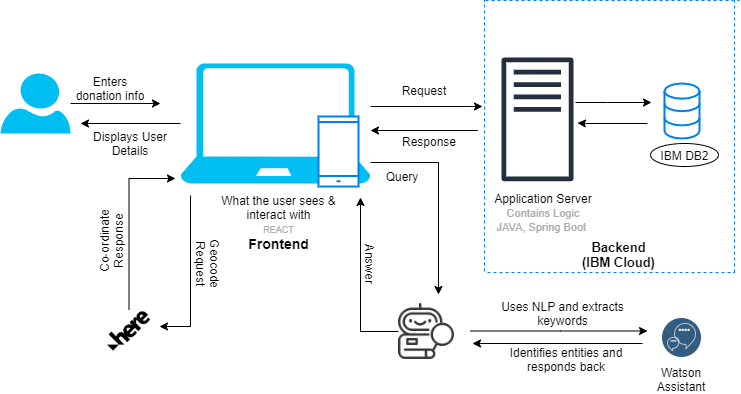 Enters
donation info
Displays User
Details
Request
Response
Query
What the user sees &
interact with
REACT
Frontend
Application Server
Contains Logic
JAVA, Spring Boot
IBM DB2
Backend
(IBM Cloud)
Co-ordinate
Response
Geocode
Request
Answer
here
Uses NLP and extracts
keywords
Identifies entities and
responds back
Watson
Assistant